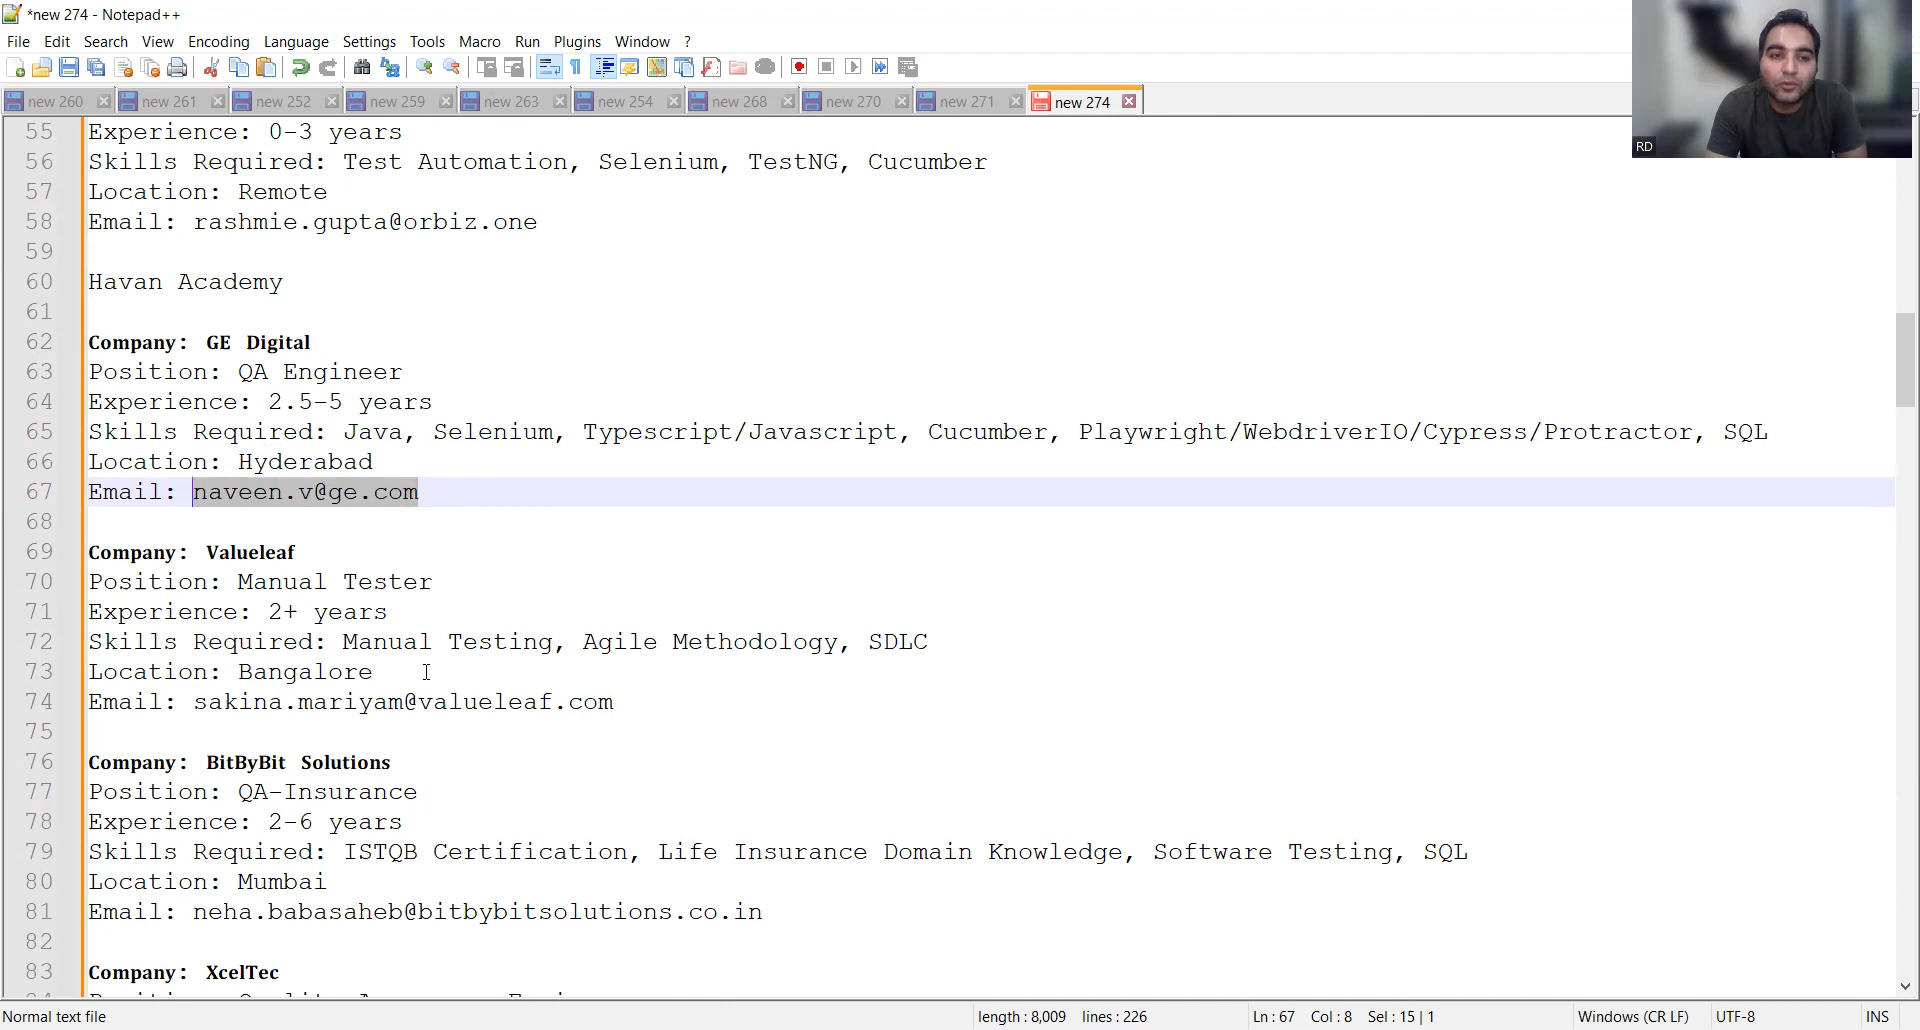 *new 274 - Notepad++
File Edit Search View Encoding Language Settings Tools Macro Run Plugins Window ?
new 260 new 261 new 252 new 259 new 263 new 254 new 268 new 270 new 271 new 274
RD
55 Experience: 0-3 years
56 Skills Required: Test Automation, Selenium, TestNG, Cucumber
57 Location: Remote
58 Email: rashmie.gupta@orbiz.one
59
60 Havan Academy
61
62 Company: GE Digital
63 Position: QA Engineer
64 Experience: 2.5-5 years
65 Skills Required: Java, Selenium, Typescript/Javascript, Cucumber, Playwright/WebdriverIO/Cypress/Protractor, SQL
66 Location: Hyderabad
67 Email: naveen.v@ge.com
68
69 Company: Valueleaf
70 Position: Manual Tester
71 Experience: 2+ years
72 Skills Required: Manual Testing, Agile Methodology, SDLC
73 Location: Bangalore
74 Email: sakina.mariyam@valueleaf.com
75
76 Company: BitByBit Solutions
77 Position: QA-Insurance
78 Experience: 2-6 years
79 Skills Required: ISTQB Certification, Life Insurance Domain Knowledge, Software Testing, SQL
80 Location: Mumbai
81 Email: neha.babasaheb@bitbybitsolutions.co.in
82
83 Company: XcelTec
Normal text file length : 8,009 lines : 226 Ln : 67 Col : 8 Sel : 15 | 1 Windows (CR LF) UTF-8 INS